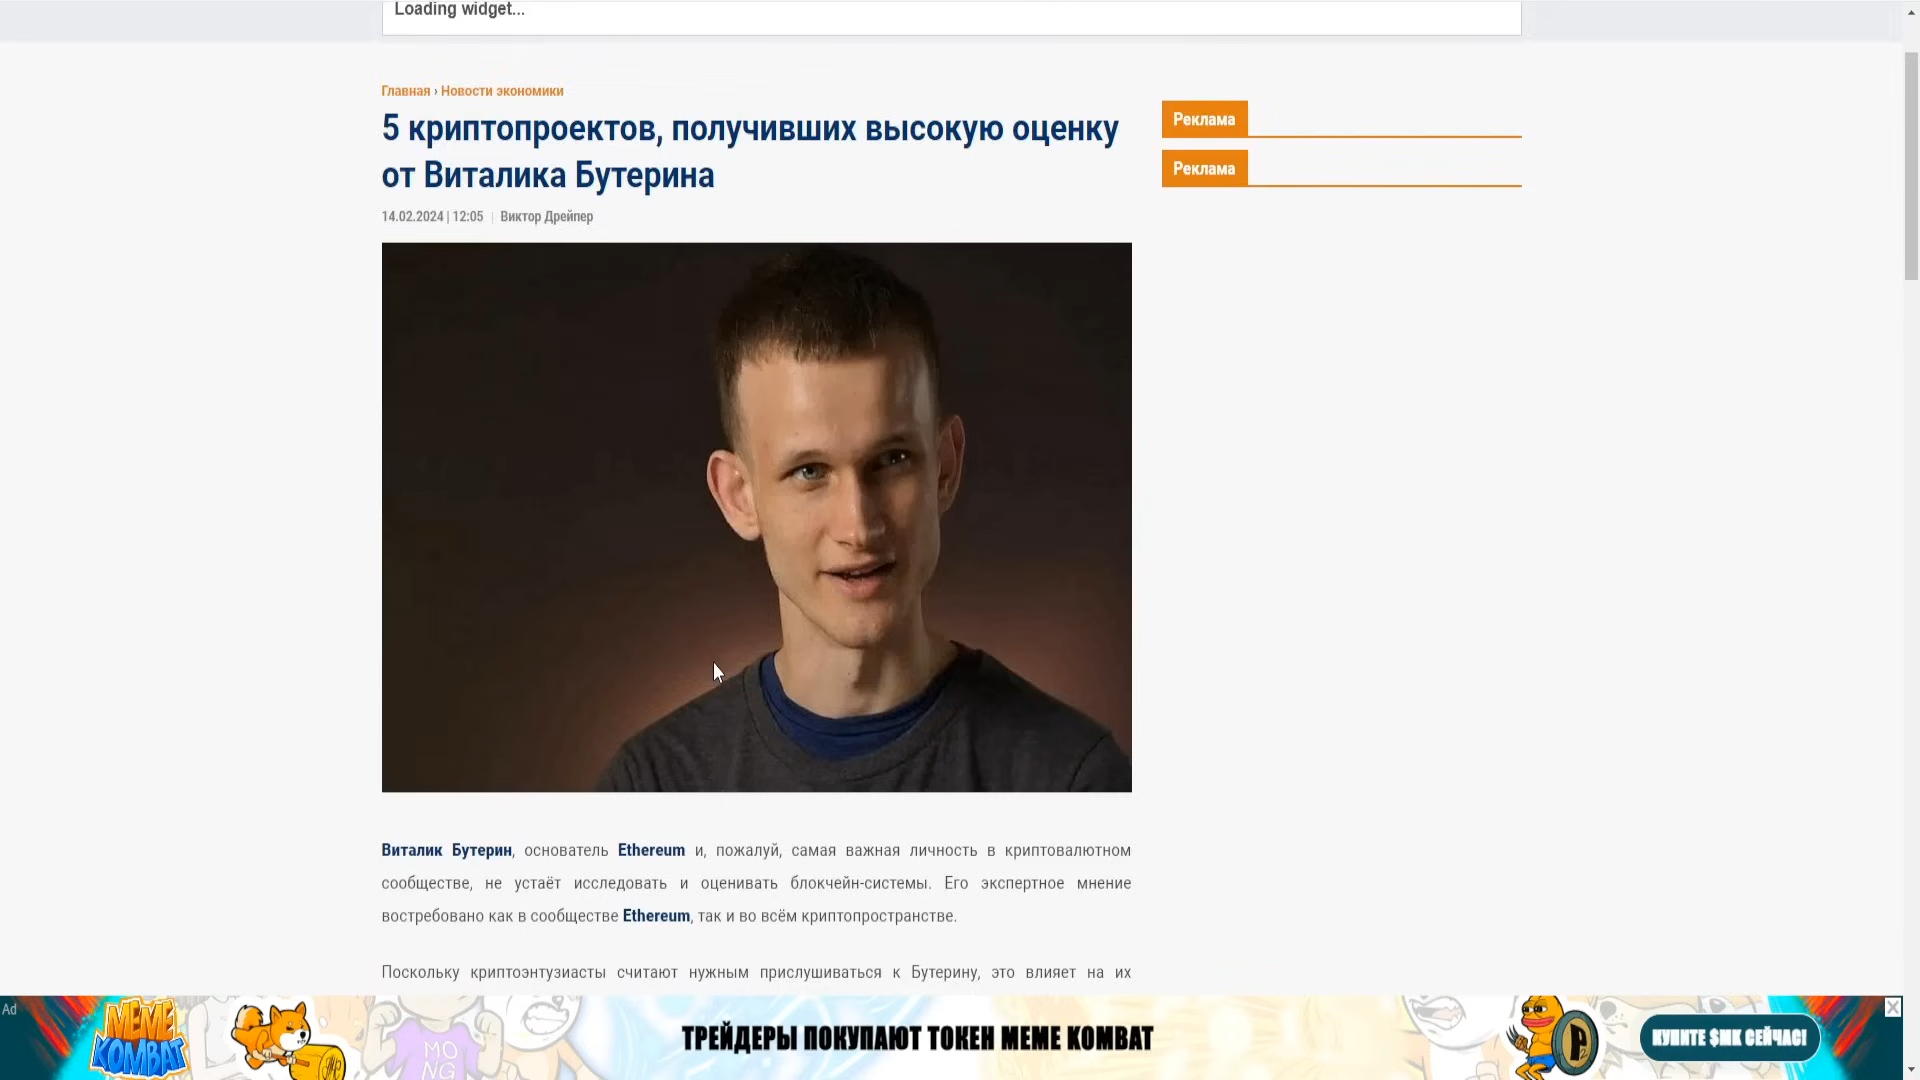 Loading widget...
Главная › Новости экономики
5 криптопроектов, получивших высокую оценку
от Виталика Бутерина
14.02.2024 | 12:05 | Виктор Дрейпер
Реклама
Реклама
Виталик Бутерин, основатель Ethereum и, пожалуй, самая важная личность в криптовалютном
сообществе, не устаёт исследовать и оценивать блокчейн-системы. Его экспертное мнение
востребовано как в сообществе Ethereum, так и во всём криптопространстве.
Поскольку криптоэнтузиасты считают нужным прислушиваться к Бутерину, это влияет на их
Ad
MEME
KOMBAT
MO
NG
ТРЕЙДЕРЫ ПОКУПАЮТ ТОКЕН MEME KOMBAT
P
КУПИТЕ $MK СЕЙЧАС!